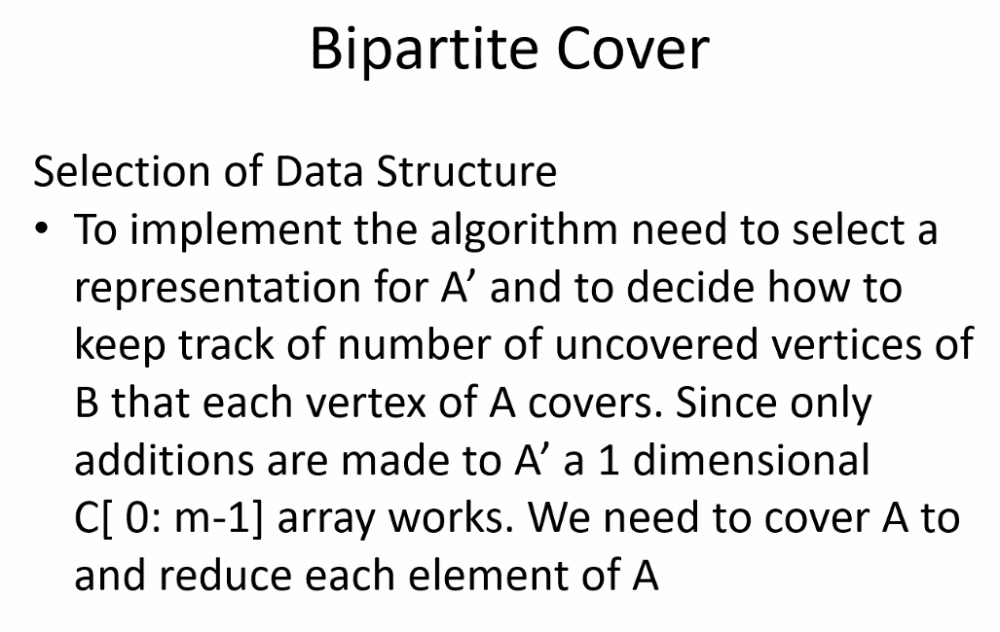 Bipartite Cover
Selection of Data Structure
• To implement the algorithm need to select a
representation for A’ and to decide how to
keep track of number of uncovered vertices of
B that each vertex of A covers. Since only
additions are made to A’ a 1 dimensional
C[ 0: m-1] array works. We need to cover A to
and reduce each element of A